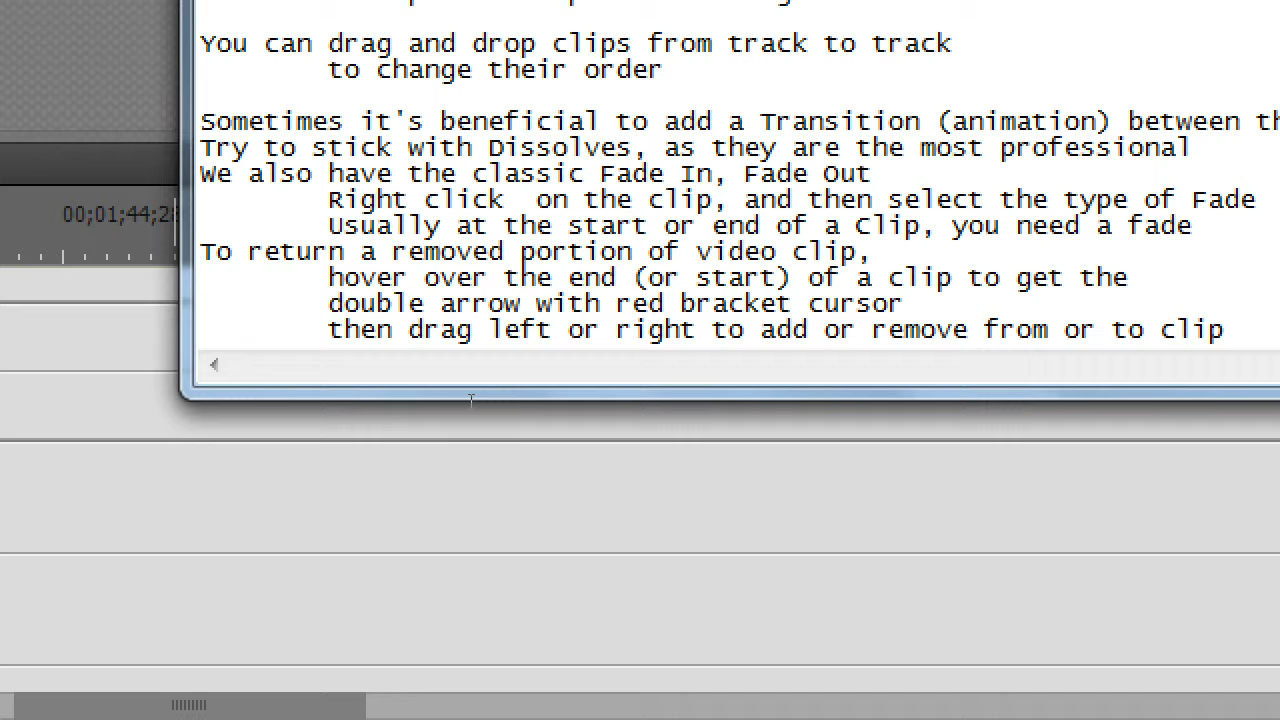 You can drag and drop clips from track to track
to change their order
Sometimes it's beneficial to add a Transition (animation) between
Try to stick with Dissolves, as they are the most professional
We also have the classic Fade In, Fade Out
Right click  on the clip, and then select the type of Fade
00;01;44;2
Usually at the start or end of a Clip, you need a fade
To return a removed portion of video clip,
hover over the end (or start) of a clip to get the
double arrow with red bracket cursor
then drag left or right to add or remove from or to clip